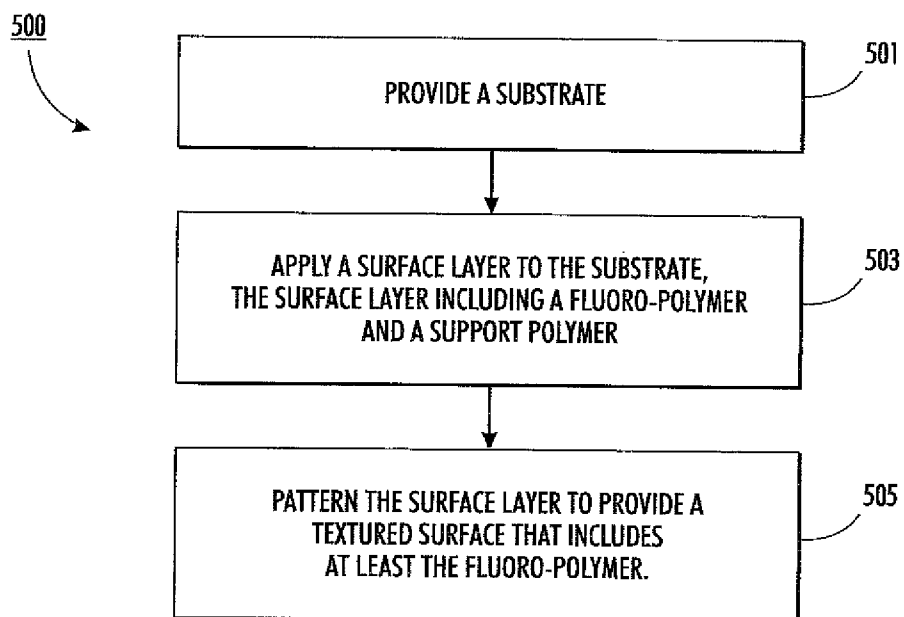 500
501
PROVIDE A SUBSTRATE
503
APPLY A SURFACE LAYER TO THE SUBSTRATE,
THE SURFACE LAYER INCLUDING A FLUORO-POLYMER
AND A SUPPORT POLYMER
505
PATTERN THE SURFACE LAYER TO PROVIDE A
TEXTURED SURFACE THAT INCLUDES
AT LEAST THE FLUORO-POLYMER.